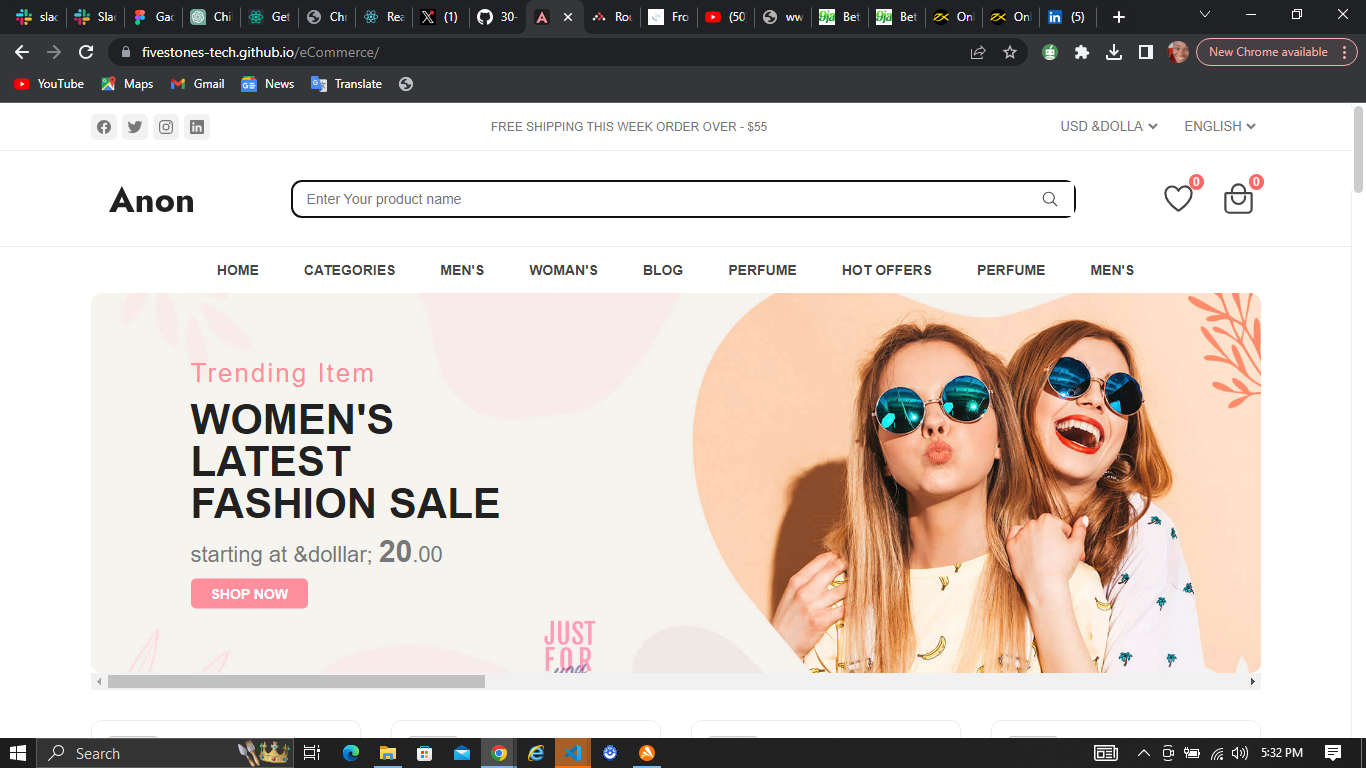 slac
Slac
Gac
Chi
Get
Chr
Rea
(1)
30-
Rou
Fro
(50
ww
Bet
Bet
Onl
Onl
(5)
fivestones-tech.github.io/eCommerce/
New Chrome available
YouTube
Maps
Gmail
News
Translate
FREE SHIPPING THIS WEEK ORDER OVER - $55
USD &DOLLA
ENGLISH
Anon
Enter Your product name
0
0
HOME CATEGORIES MEN'S WOMAN'S BLOG PERFUME HOT OFFERS PERFUME MEN'S
Trending Item
WOMEN'S
LATEST
FASHION SALE
starting at &dolllar; 20.00
SHOP NOW
JUST
FOR
you
Search
5:32 PM